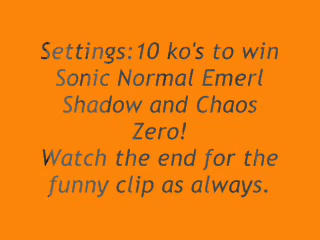 Settings:10 ko's to win
Sonic Normal Emerl
Shadow and Chaos
Zero!
Watch the end for the
funny clip as always.